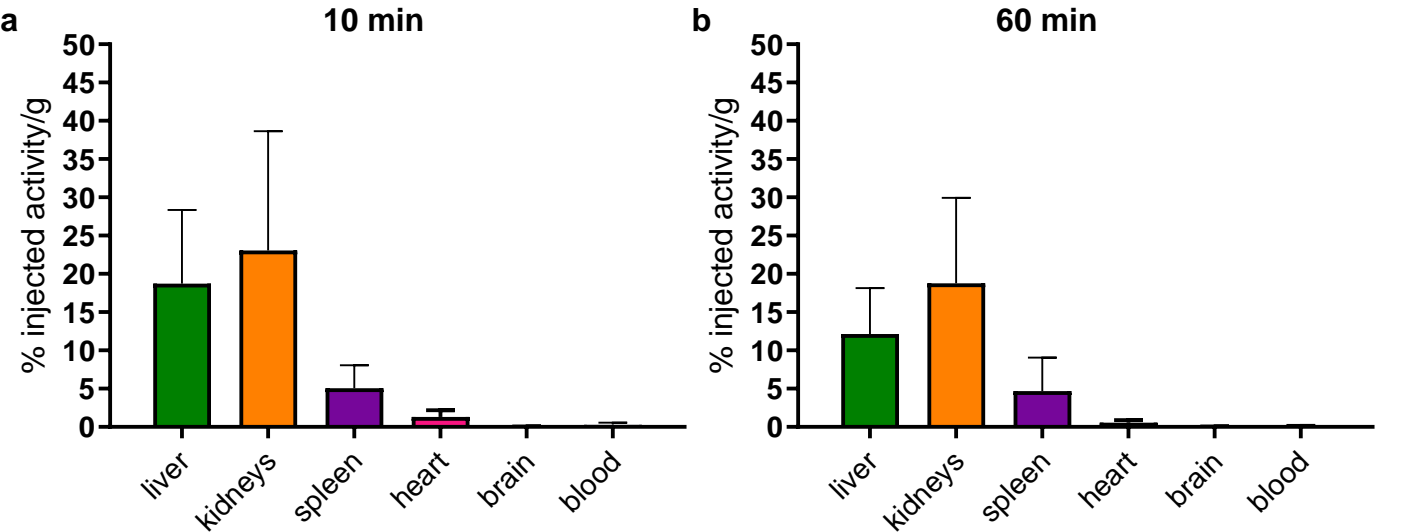 a
10 min
% injected activity/g
50
45
40
35
30
25
20
15
10
5
0
liver
kidneys
spleen
heart
brain
blood
b
60 min
% injected activity/g
50
45
40
35
30
25
20
15
10
5
0
liver
kidneys
spleen
heart
brain
blood